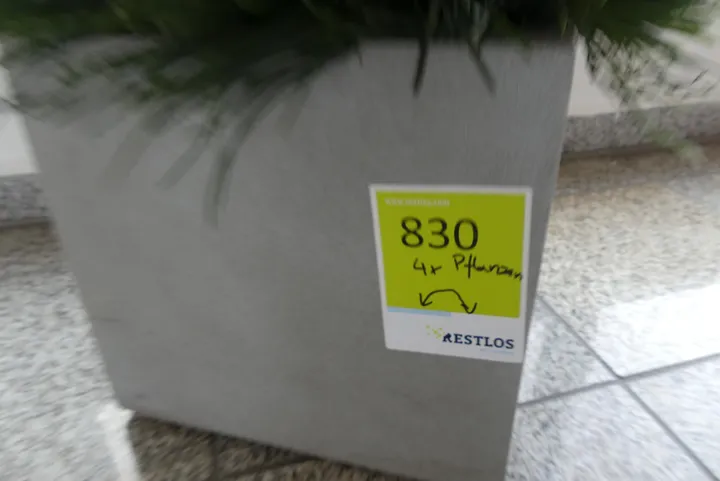 830
4x Pflanzen
RESTLOS